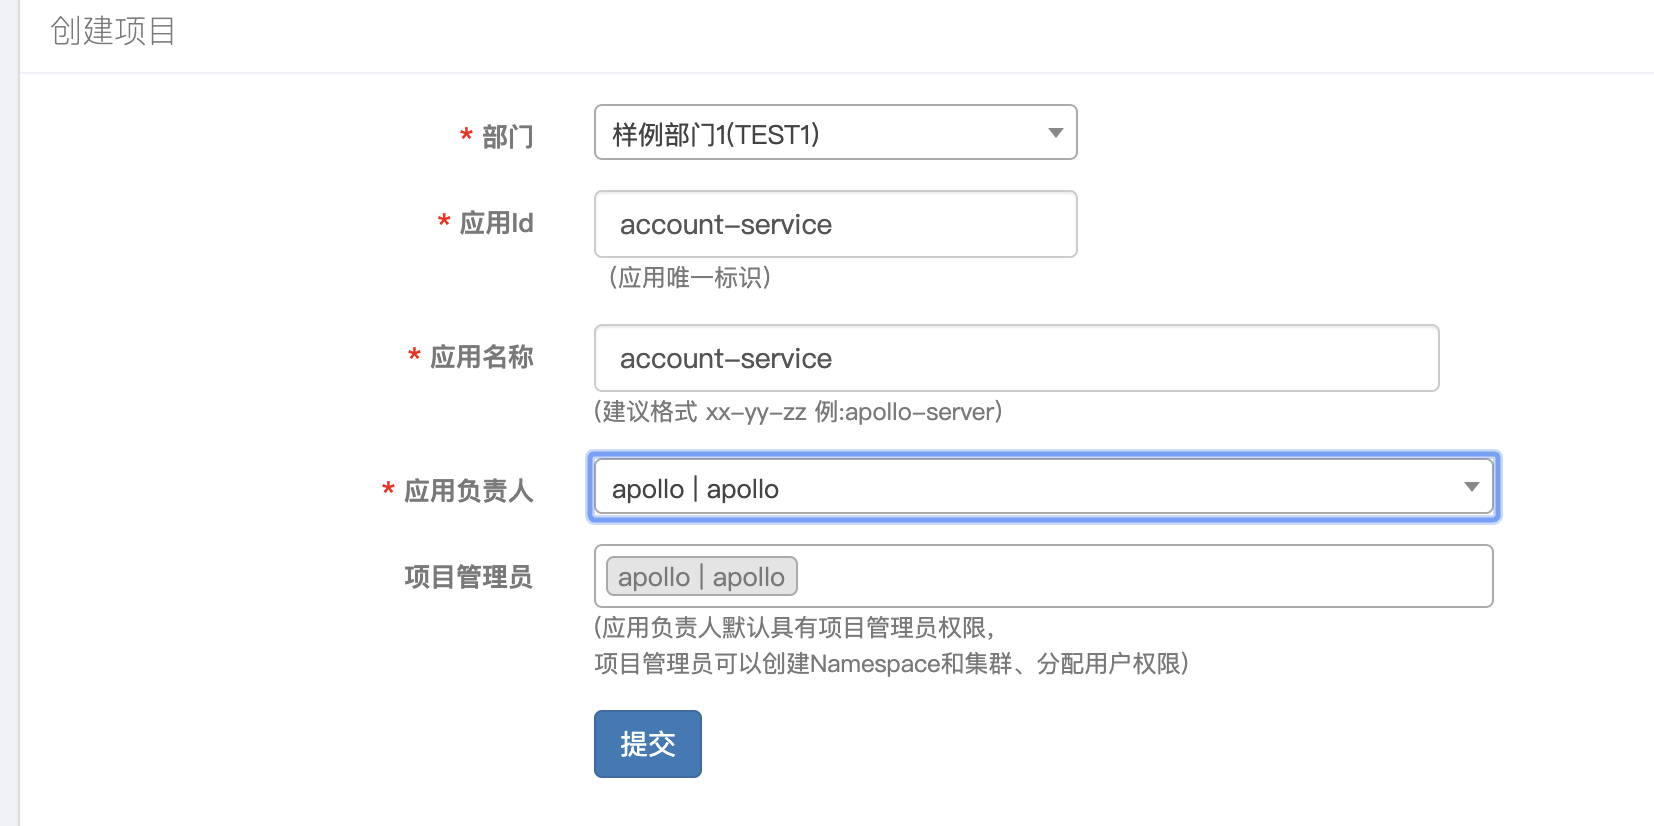 创建项目
* 部门
样例部门1(TEST1)
* 应用Id
account-service
(应用唯一标识)
* 应用名称
account-service
(建议格式 xx-yy-zz 例:apollo-server)
* 应用负责人
apollo | apollo
项目管理员
apollo | apollo
(应用负责人默认具有项目管理员权限,
项目管理员可以创建Namespace和集群、分配用户权限)
提交